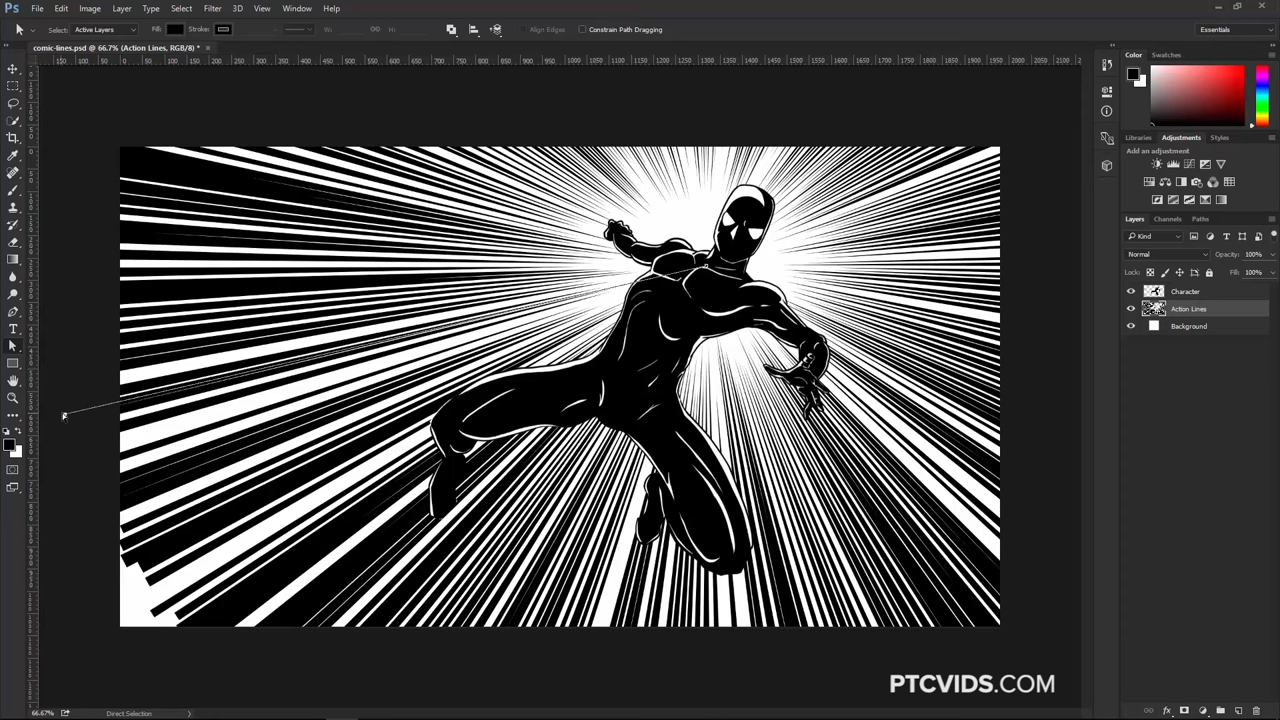 Ps File Edit Image Layer Type Select Filter 3D View Window Help
Select: Active Layers Fill: Stroke: W: H: Align Edges Constrain Path Dragging Essentials
comic-lines.psd @ 66.7% (Action Lines, RGB/8) * ×
Color Swatches
Libraries Adjustments Styles
Add an adjustment
Layers Channels Paths
Kind
Normal Opacity: 100%
Lock: Fill: 100%
Character
Action Lines
Background
PTCVIDS.COM
66.67% Direct Selection